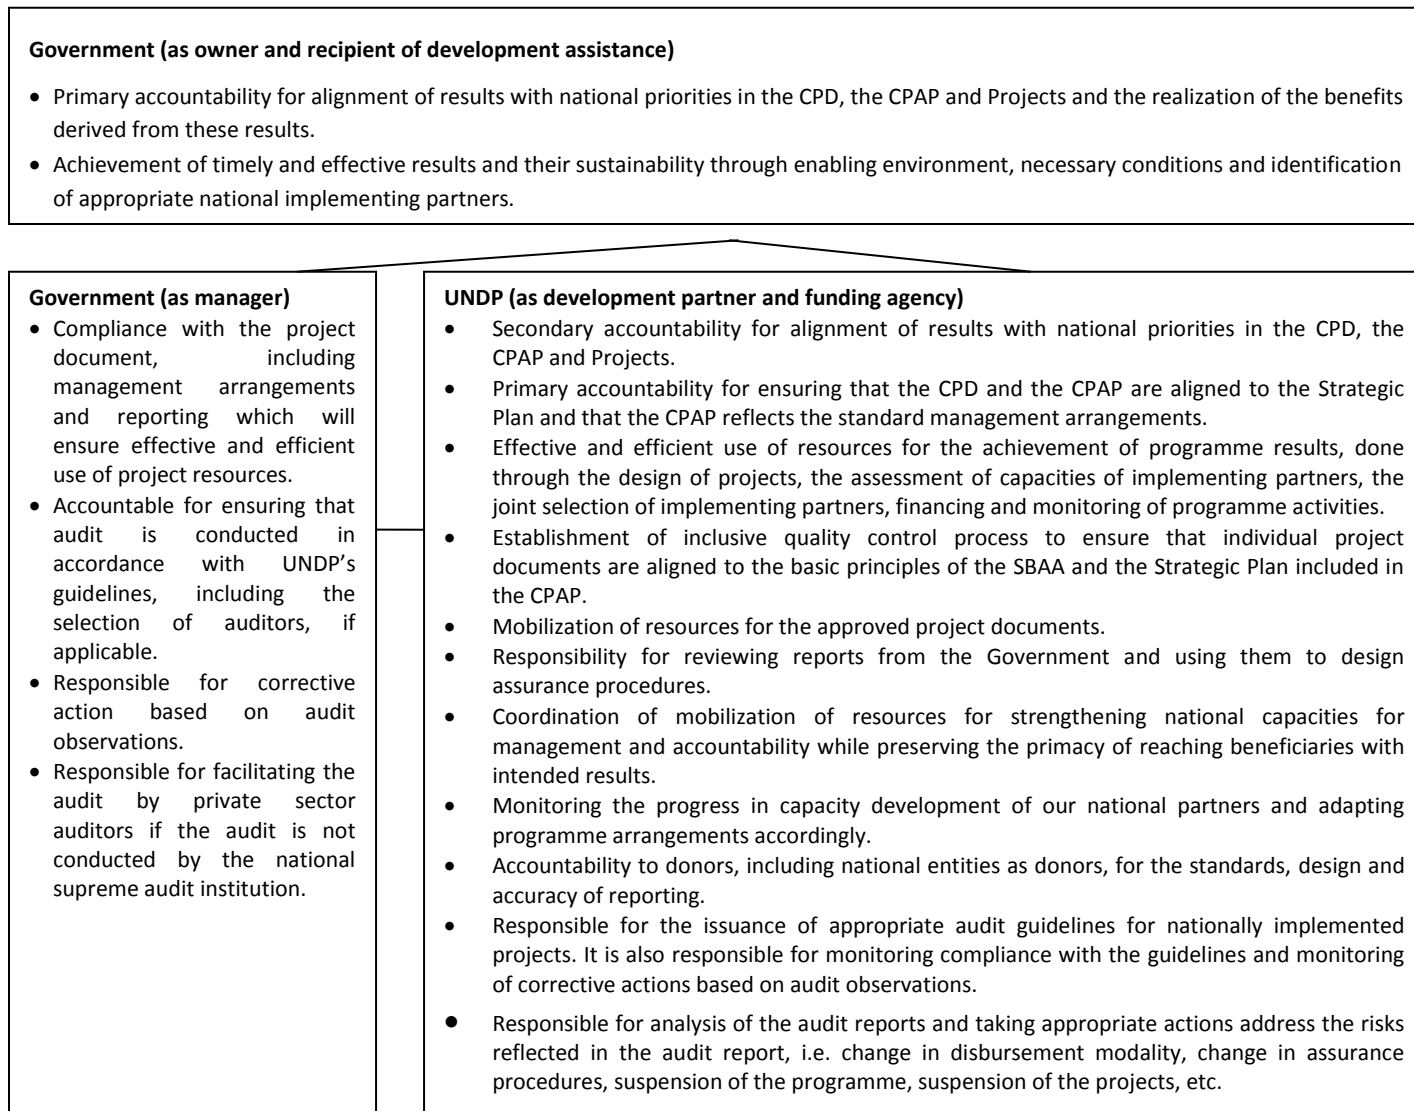 Government (as owner and recipient of development assistance)
• Primary accountability for alignment of results with national priorities in the CPD, the CPAP and Projects and the realization of the benefits
derived from these results.
• Achievement of timely and effective results and their sustainability through enabling environment, necessary conditions and identification
of appropriate national implementing partners.
Government (as manager)
• Compliance with the project
document, including
management arrangements
and reporting which will
ensure effective and efficient
use of project resources.
• Accountable for ensuring that
audit is conducted in
accordance with UNDP's
guidelines, including the
selection of auditors, if
applicable.
• Responsible for corrective
action based on audit
observations.
• Responsible for facilitating the
audit by private sector
auditors if the audit is not
conducted by the national
supreme audit institution.
UNDP (as development partner and funding agency)
• Secondary accountability for alignment of results with national priorities in the CPD, the
CPAP and Projects.
• Primary accountability for ensuring that the CPD and the CPAP are aligned to the Strategic
Plan and that the CPAP reflects the standard management arrangements.
• Effective and efficient use of resources for the achievement of programme results, done
through the design of projects, the assessment of capacities of implementing partners, the
joint selection of implementing partners, financing and monitoring of programme activities.
• Establishment of inclusive quality control process to ensure that individual project
documents are aligned to the basic principles of the SBAA and the Strategic Plan included in
the CPAP.
• Mobilization of resources for the approved project documents.
• Responsibility for reviewing reports from the Government and using them to design
assurance procedures.
• Coordination of mobilization of resources for strengthening national capacities for
management and accountability while preserving the primacy of reaching beneficiaries with
intended results.
• Monitoring the progress in capacity development of our national partners and adapting
programme arrangements accordingly.
• Accountability to donors, including national entities as donors, for the standards, design and
accuracy of reporting.
• Responsible for the issuance of appropriate audit guidelines for nationally implemented
projects. It is also responsible for monitoring compliance with the guidelines and monitoring
of corrective actions based on audit observations.
• Responsible for analysis of the audit reports and taking appropriate actions address the risks
reflected in the audit report, i.e. change in disbursement modality, change in assurance
procedures, suspension of the programme, suspension of the projects, etc.